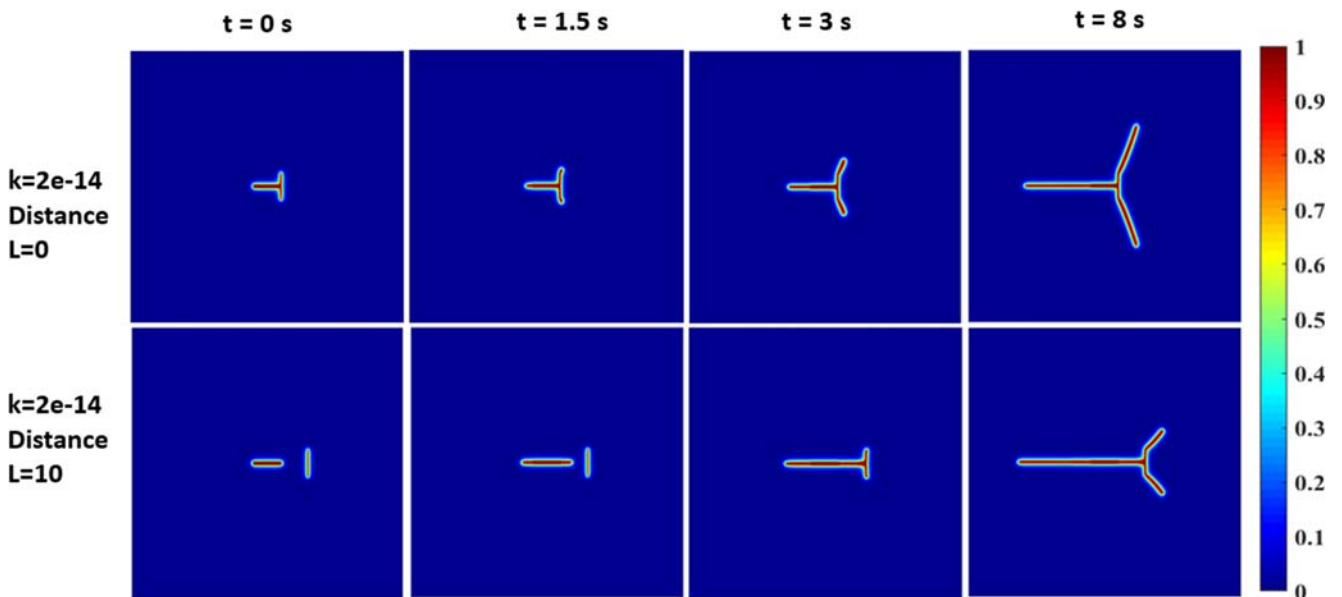 t = 0 s
t = 1.5 s
t = 3 s
t = 8 s
k=2e-14
Distance
L=0
k=2e-14
Distance
L=10
1
0.9
0.8
0.7
0.6
0.5
0.4
0.3
0.2
0.1
0